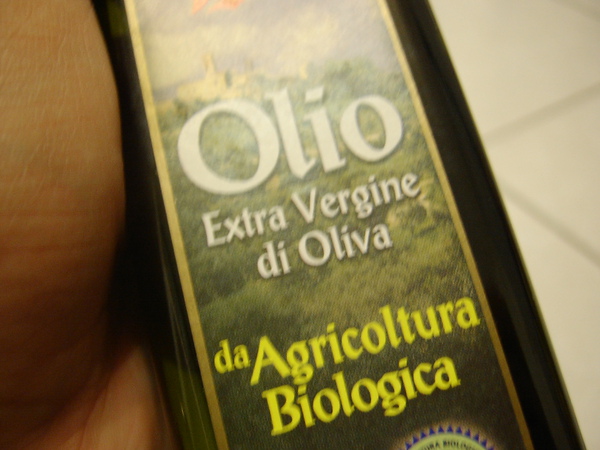 Olio
Extra Vergine
di Oliva
da Agricoltura
Biologica